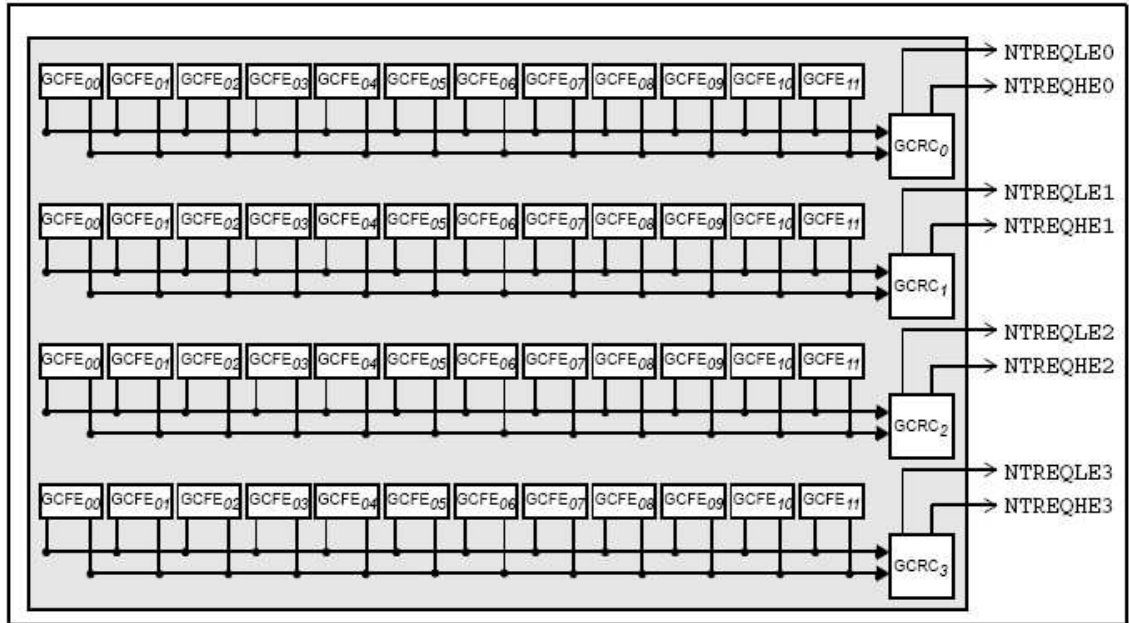 NTREQLE0
GCFE00 GCFE01 GCFE02 GCFE03 GCFE04 GCFE05 GCFE06 GCFE07 GCFE08 GCFE09 GCFE10 GCFE11
NTREQHE0
GCRC0
NTREQLE1
GCFE00 GCFE01 GCFE02 GCFE03 GCFE04 GCFE05 GCFE06 GCFE07 GCFE08 GCFE09 GCFE10 GCFE11
NTREQHE1
GCRC1
NTREQLE2
GCFE00 GCFE01 GCFE02 GCFE03 GCFE04 GCFE05 GCFE06 GCFE07 GCFE08 GCFE09 GCFE10 GCFE11
NTREQHE2
GCRC2
NTREQLE3
GCFE00 GCFE01 GCFE02 GCFE03 GCFE04 GCFE05 GCFE06 GCFE07 GCFE08 GCFE09 GCFE10 GCFE11
NTREQHE3
GCRC3